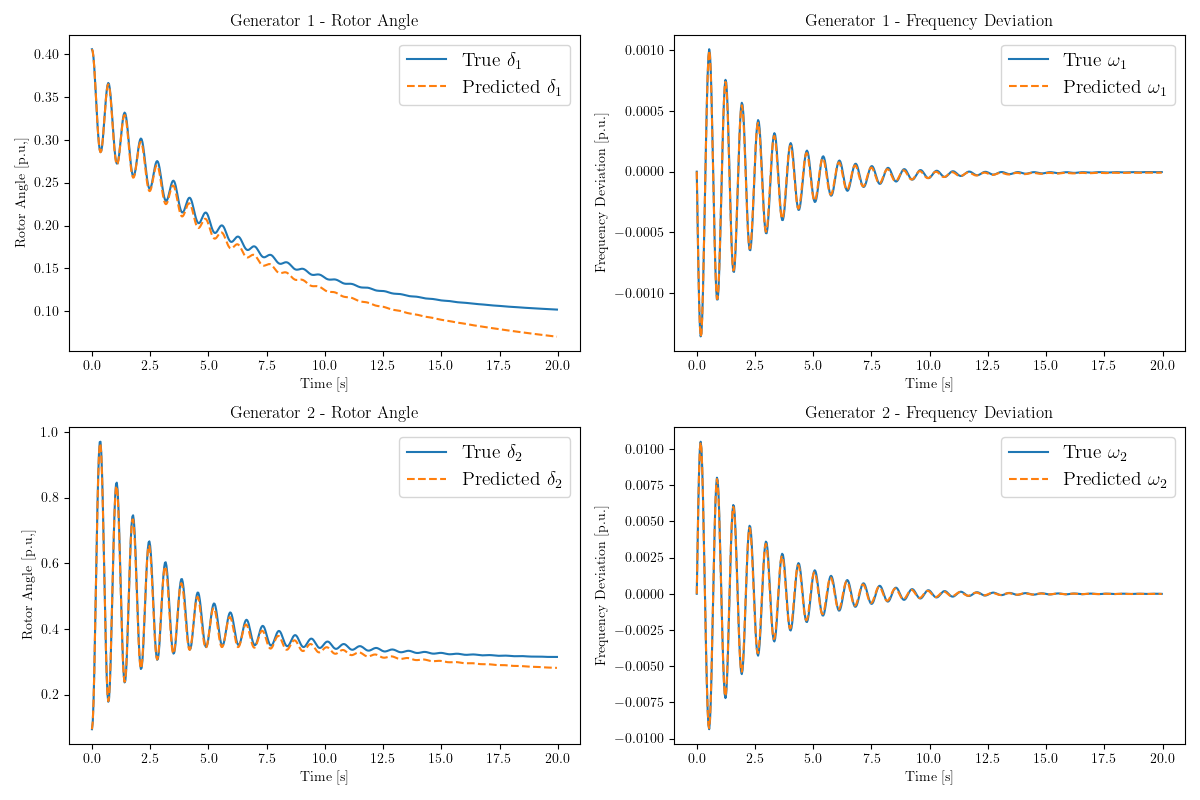 Generator 1 - Rotor Angle
0.40
0.35
0.30
0.25
0.20
0.15
0.10
Rotor Angle [p.u.]
True δ₁
Predicted δ₁
0.0 2.5 5.0 7.5 10.0 12.5 15.0 17.5 20.0
Time [s]
Generator 1 - Frequency Deviation
0.0010
0.0005
0.0000
−0.0005
−0.0010
Frequency Deviation [p.u.]
True ω₁
Predicted ω₁
0.0 2.5 5.0 7.5 10.0 12.5 15.0 17.5 20.0
Time [s]
Generator 2 - Rotor Angle
1.0
0.8
0.6
0.4
0.2
Rotor Angle [p.u.]
True δ₂
Predicted δ₂
0.0 2.5 5.0 7.5 10.0 12.5 15.0 17.5 20.0
Time [s]
Generator 2 - Frequency Deviation
0.0100
0.0075
0.0050
0.0025
0.0000
−0.0025
−0.0050
−0.0075
−0.0100
Frequency Deviation [p.u.]
True ω₂
Predicted ω₂
0.0 2.5 5.0 7.5 10.0 12.5 15.0 17.5 20.0
Time [s]